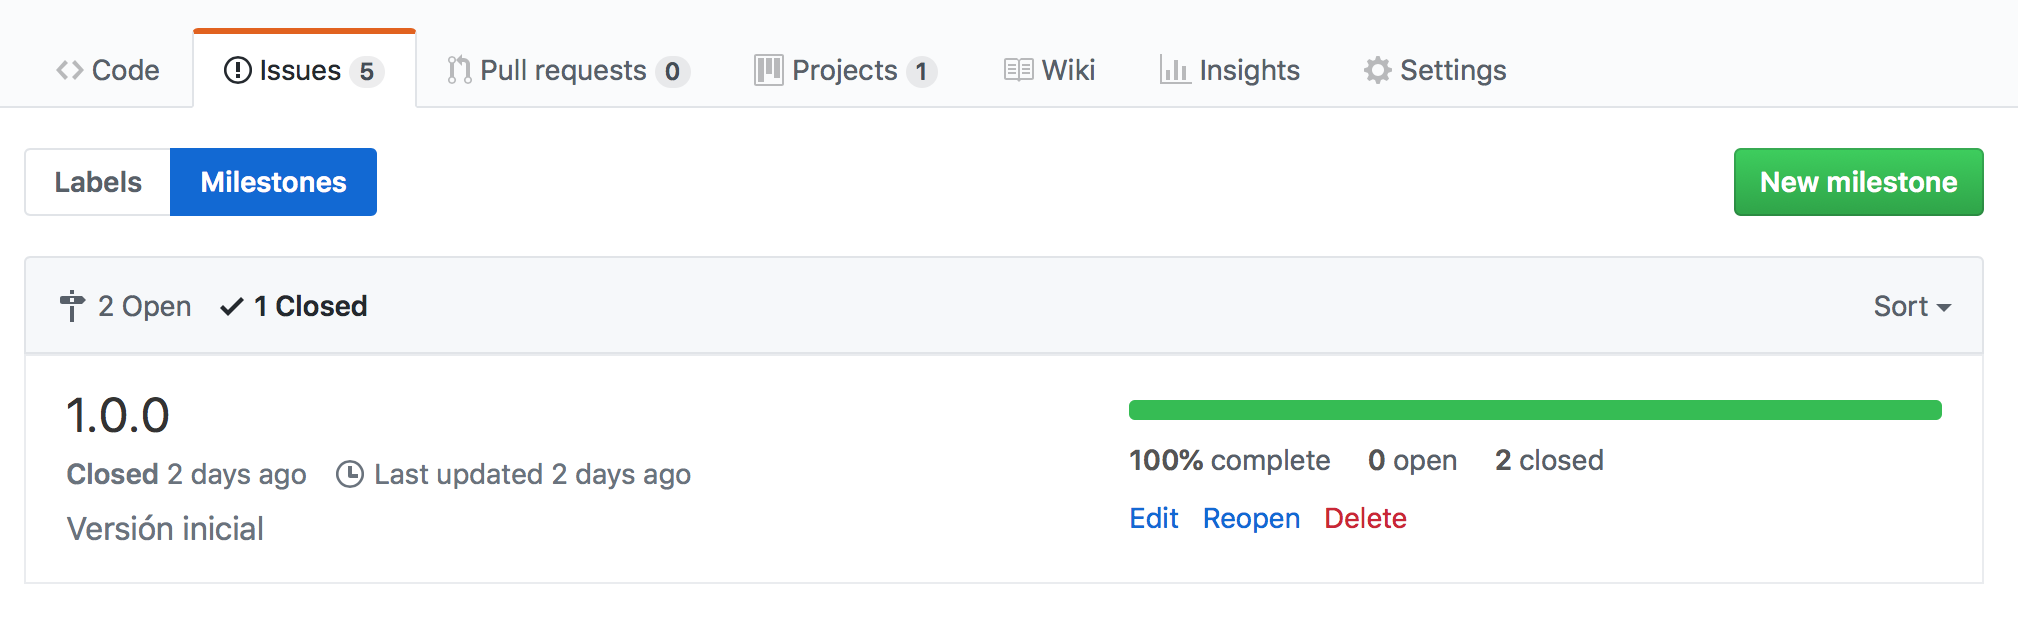 Code Issues 5 Pull requests 0 Projects 1 Wiki Insights Settings
Labels Milestones New milestone
2 Open 1 Closed Sort
1.0.0
Closed 2 days ago Last updated 2 days ago
Versión inicial
100% complete 0 open 2 closed
Edit Reopen Delete